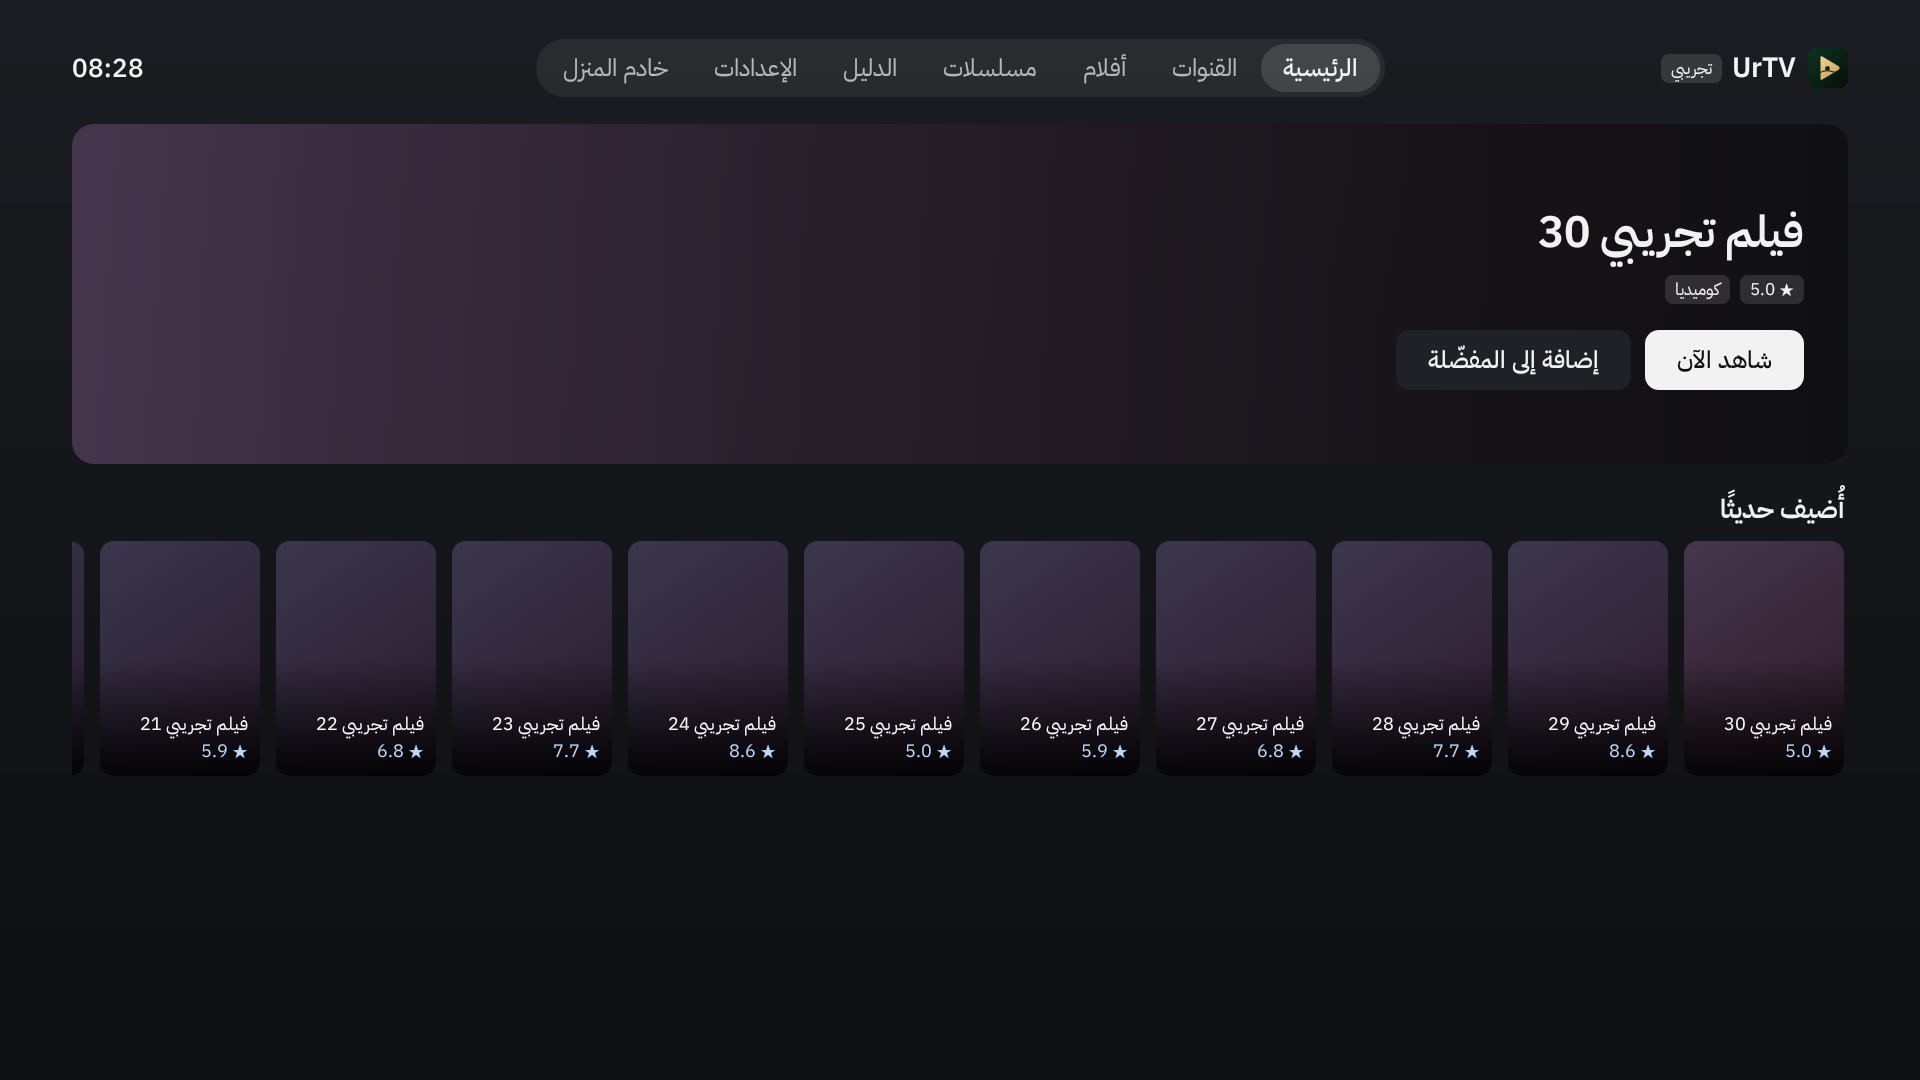 UrTV تجريبي
الرئيسية القنوات أفلام مسلسلات الدليل الإعدادات خادم المنزل
08:28
فيلم تجريبي 30
★ 5.0 كوميديا
شاهد الآن إضافة إلى المفضّلة
أُضيف حديثًا
فيلم تجريبي 30
★ 5.0
فيلم تجريبي 29
★ 8.6
فيلم تجريبي 28
★ 7.7
فيلم تجريبي 27
★ 6.8
فيلم تجريبي 26
★ 5.9
فيلم تجريبي 25
★ 5.0
فيلم تجريبي 24
★ 8.6
فيلم تجريبي 23
★ 7.7
فيلم تجريبي 22
★ 6.8
فيلم تجريبي 21
★ 5.9